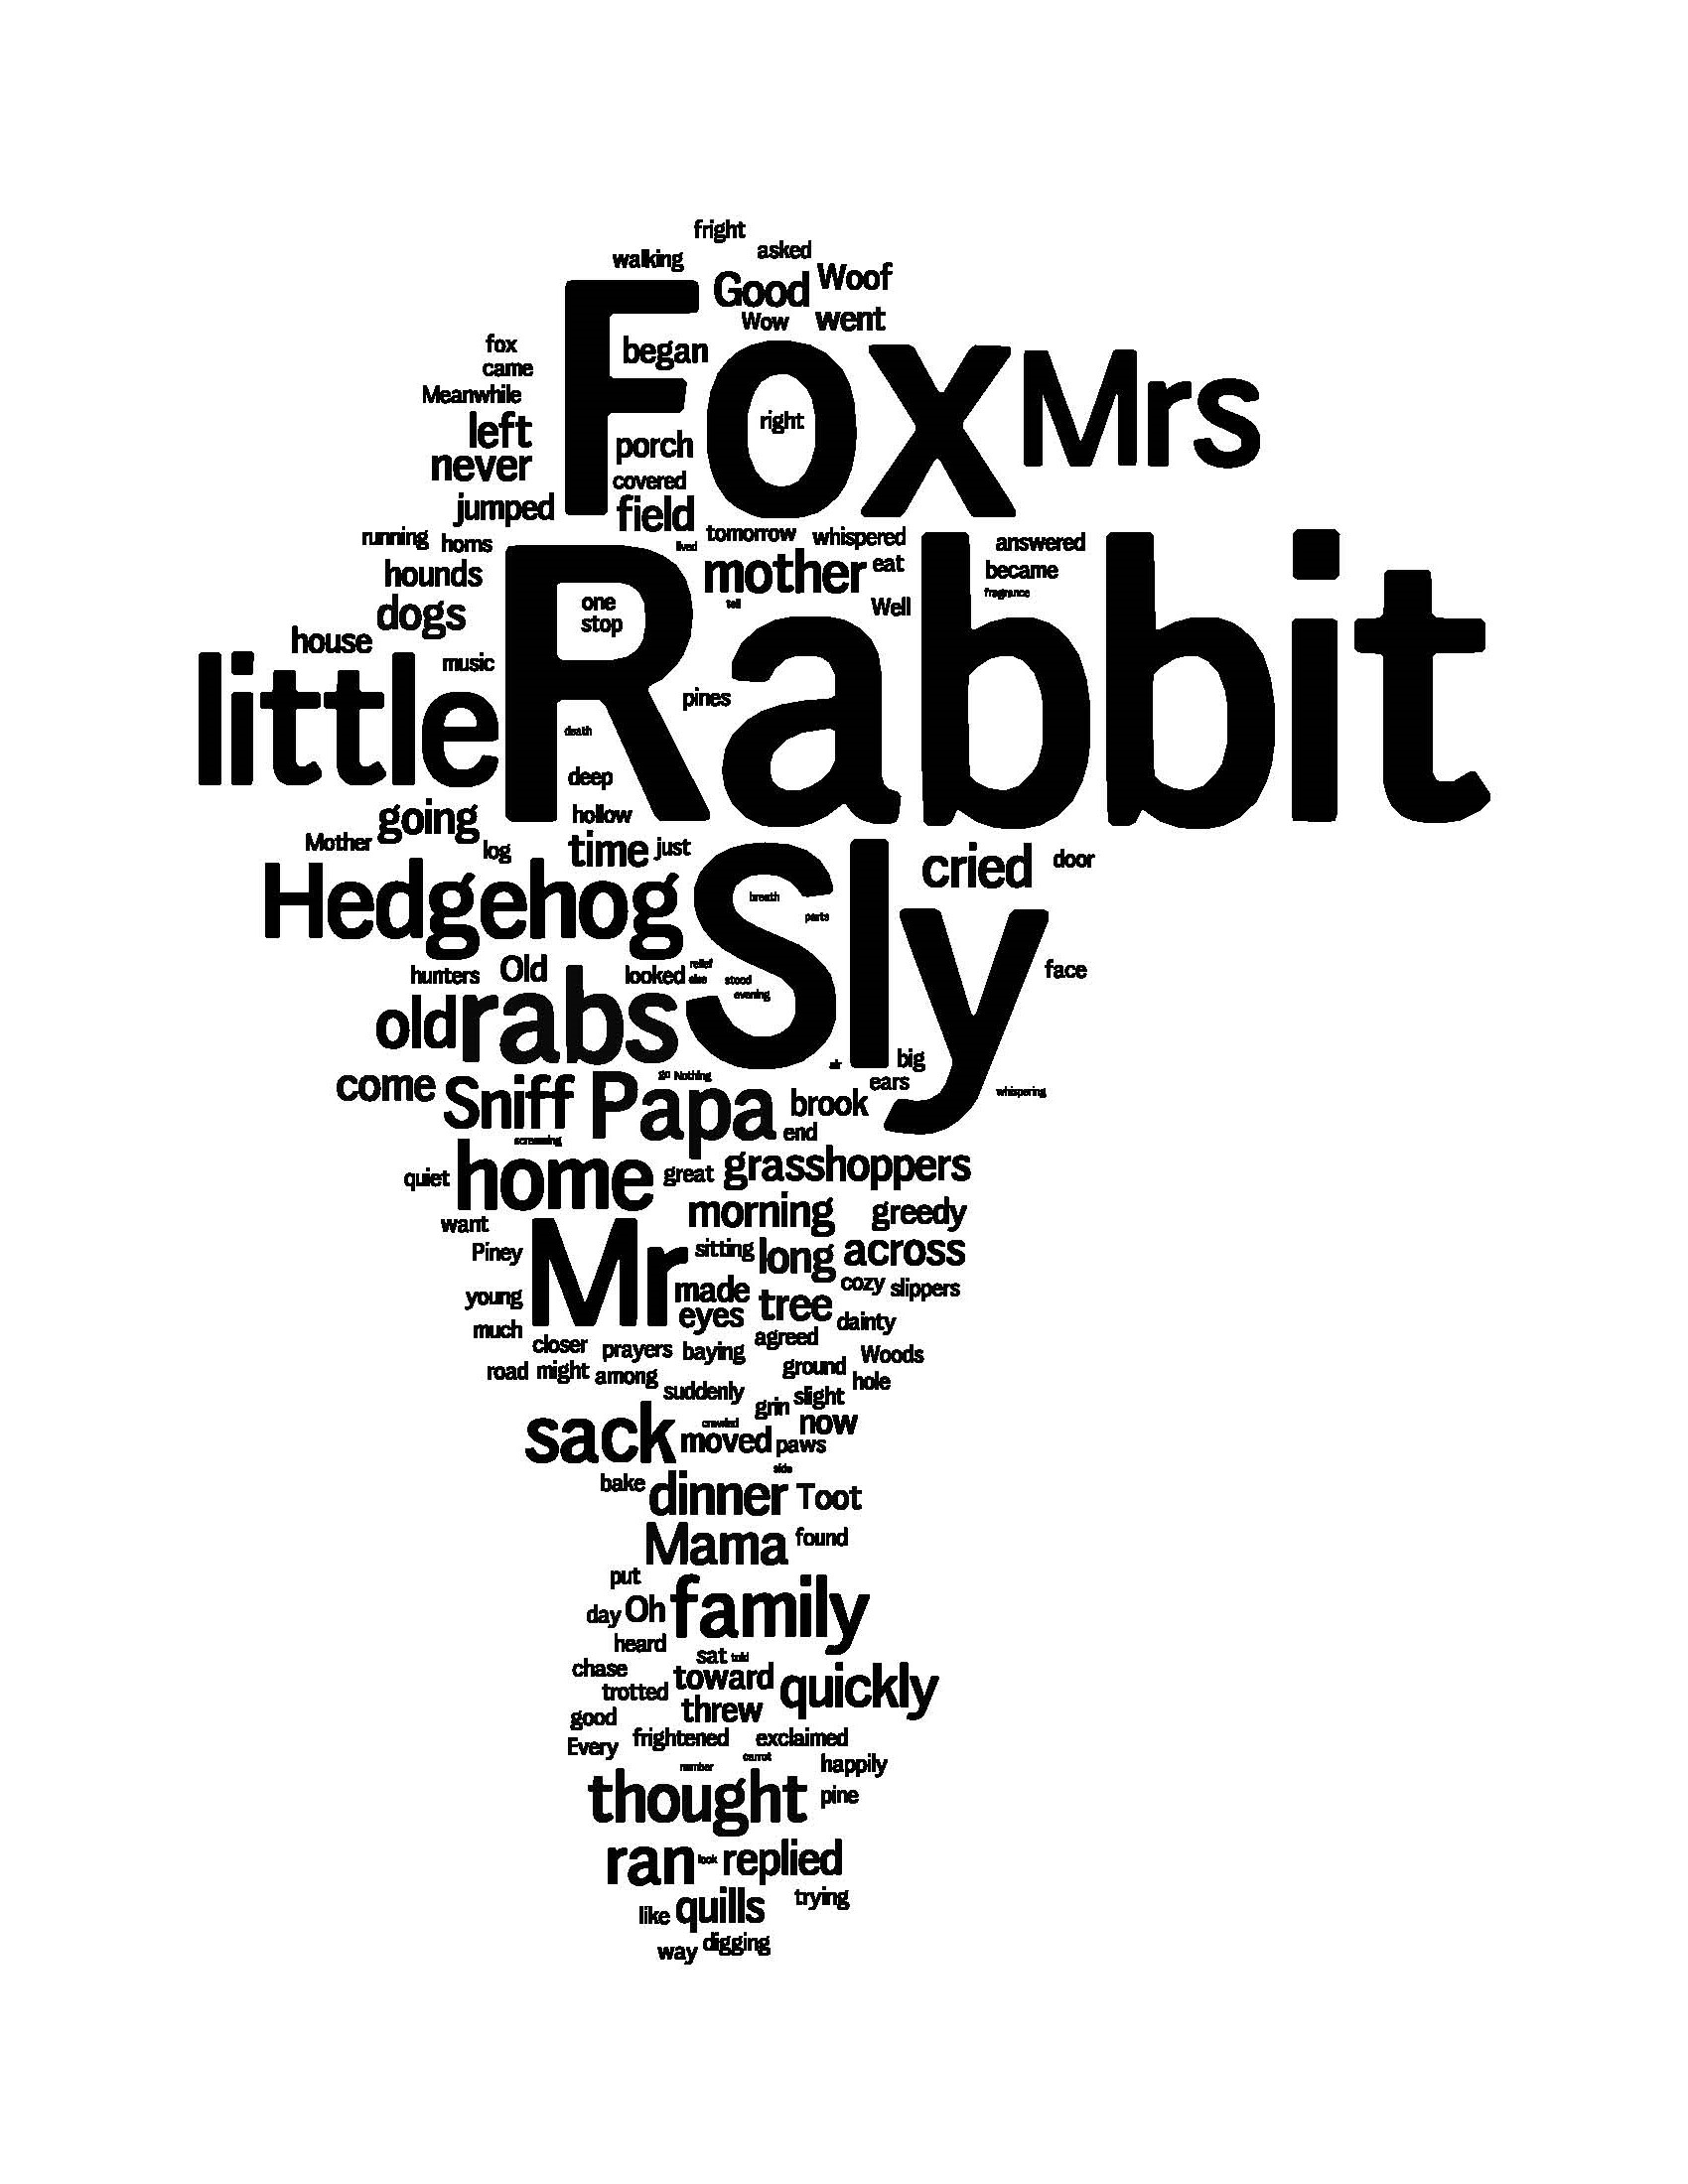 fright
asked
walking
Good Woof
Wow went
Fox Mrs
fox
began
came
Meanwhile
right
left
porch
never
covered
jumped
field
running horns
tomorrow whispered
answered
lived
hounds
mother eat
became
fragrance
one
tell
Well
dogs
stop
house
Rabbit
music
little
pines
death
deep
going
hollow
Mother
log
time just
cried door
Hedgehog
Sly
breath
parts
hunters Old
looked
relief
stood
face
evening
old rabs
air
big
come Sniff Papa
go Nothing
ears
brook
whispering
end
screaming
quiet home great grasshoppers
morning greedy
want
Piney
Mr
sitting long across
young
made
cozy slippers
eyes tree
much
dainty
closer prayers baying agreed
road might among
ground
Woods
hole
suddenly
grin slight
sack
crawled
now
moved paws
side
bake dinner Toot
Mama found
put
day Oh family
heard
sat told
chase
toward quickly
trotted
threw
good
Every frightened exclaimed
number
carrot
happily
thought pine
ran look replied
like quills trying
way digging